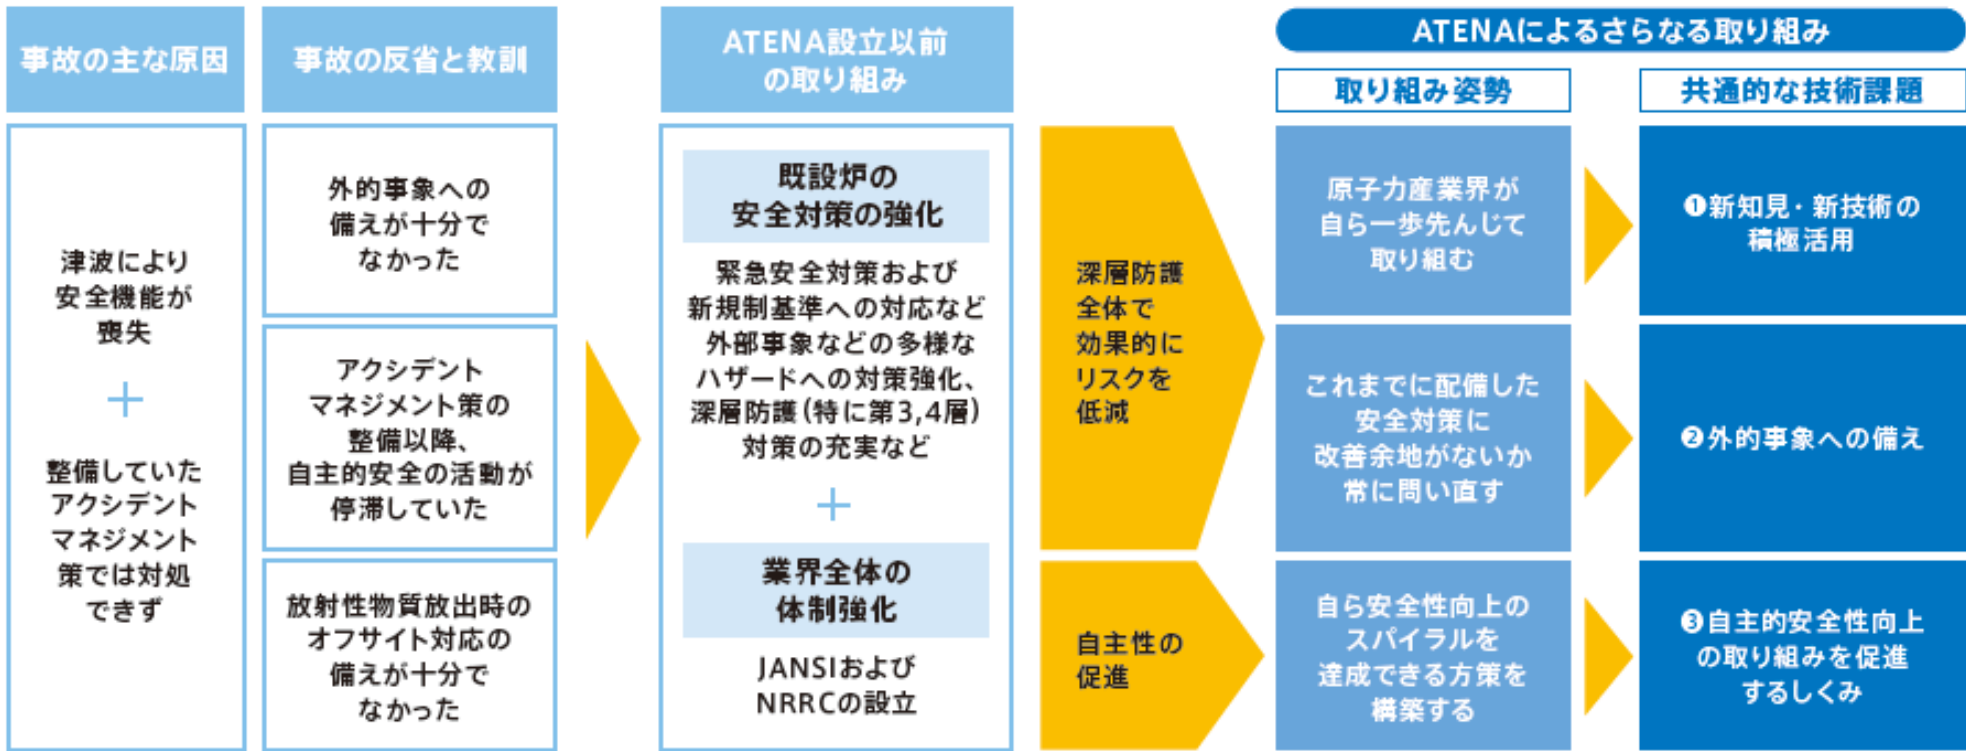 事故の主な原因
津波により
安全機能が
喪失
+
整備していた
アクシデント
マネジメント
策では対処
できず
事故の反省と教訓
外的事象への
備えが十分で
なかった
アクシデント
マネジメント策の
整備以降、
自主的安全の活動が
停滞していた
放射性物質放出時の
オフサイト対応の
備えが十分で
なかった
ATENA設立以前
の取り組み
既設炉の
安全対策の強化
緊急安全対策および
新規制基準への対応など
外部事象などの多様な
ハザードへの対策強化、
深層防護(特に第3,4層)
対策の充実など
+
業界全体の
体制強化
JANSIおよび
NRRCの設立
深層防護
全体で
効果的に
リスクを
低減
自主性の
促進
ATENAによるさらなる取り組み
取り組み姿勢
原子力産業界が
自ら一歩先んじて
取り組む
これまでに配備した
安全対策に
改善余地がないか
常に問い直す
自ら安全性向上の
スパイラルを
達成できる方策を
構築する
共通的な技術課題
❶新知見・新技術の
積極活用
❷外的事象への備え
❸自主的安全性向上
の取り組みを促進
するしくみ